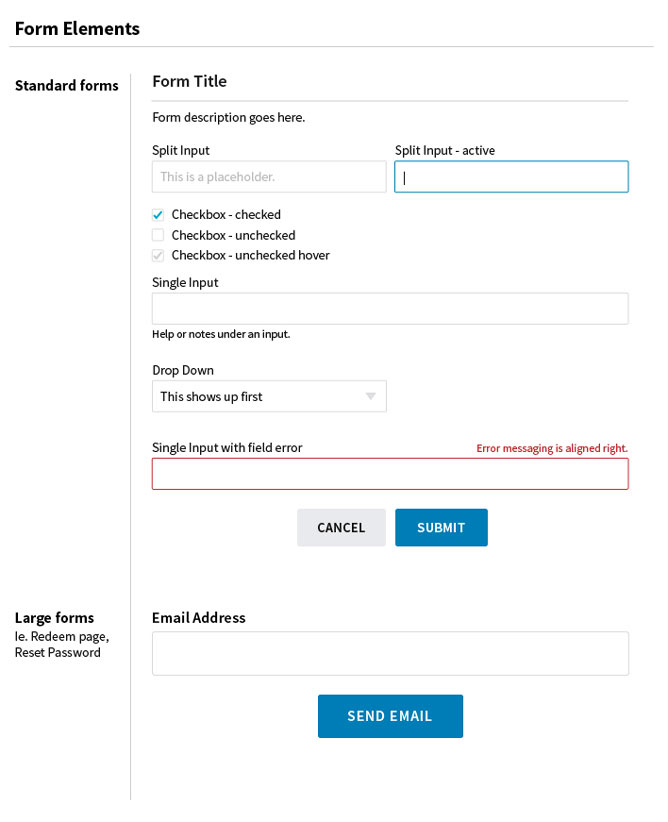 Form Elements
Standard forms
Form Title
Form description goes here.
Split Input
Split Input - active
This is a placeholder.
Checkbox - checked
Checkbox - unchecked
Checkbox - unchecked hover
Single Input
Help or notes under an input.
Drop Down
This shows up first
Single Input with field error
Error messaging is aligned right.
CANCEL
SUBMIT
Large forms
Ie. Redeem page,
Reset Password
Email Address
SEND EMAIL